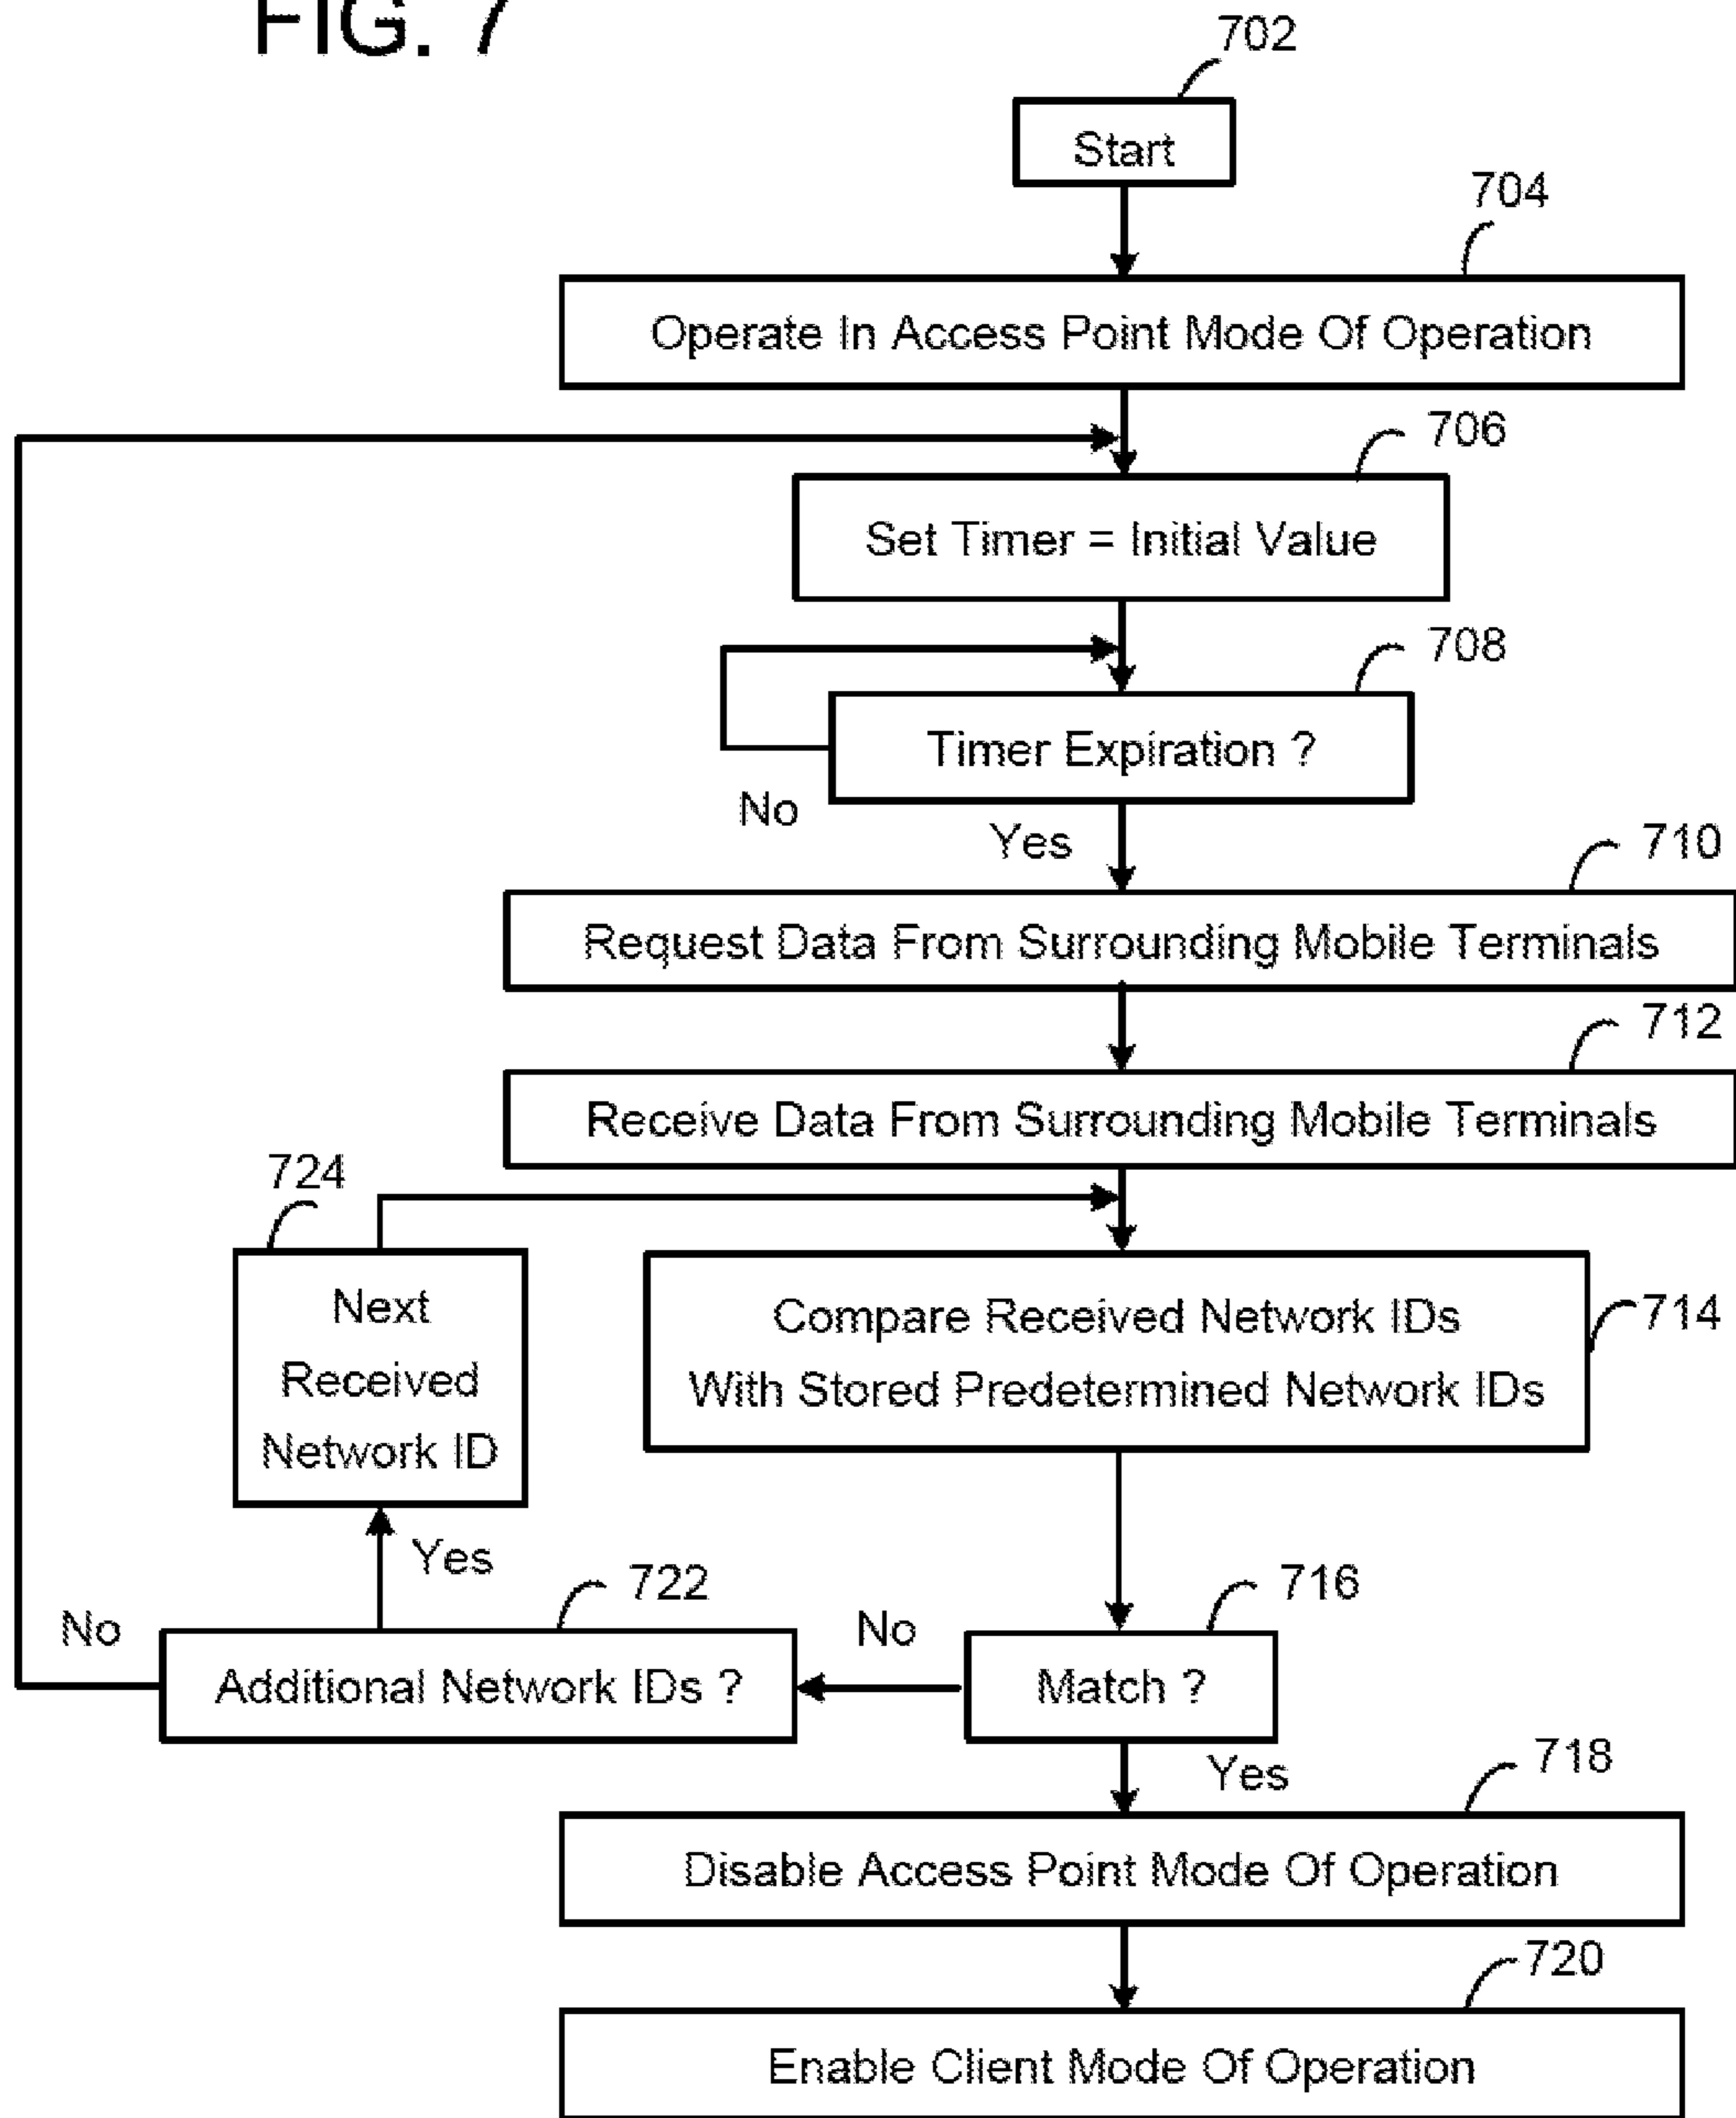 FIG. 7
702
Start
704
Operate In Access Point Mode Of Operation
706
Set Timer = Initial Value
708
Timer Expiration ?
No
Yes
710
Request Data From Surrounding Mobile Terminals
712
Receive Data From Surrounding Mobile Terminals
724
Next
Received
Network ID
Compare Received Network IDs
With Stored Predetermined Network IDs
714
Yes
722
716
No
Additional Network IDs ?
No
Match ?
Yes
718
Disable Access Point Mode Of Operation
720
Enable Client Mode Of Operation